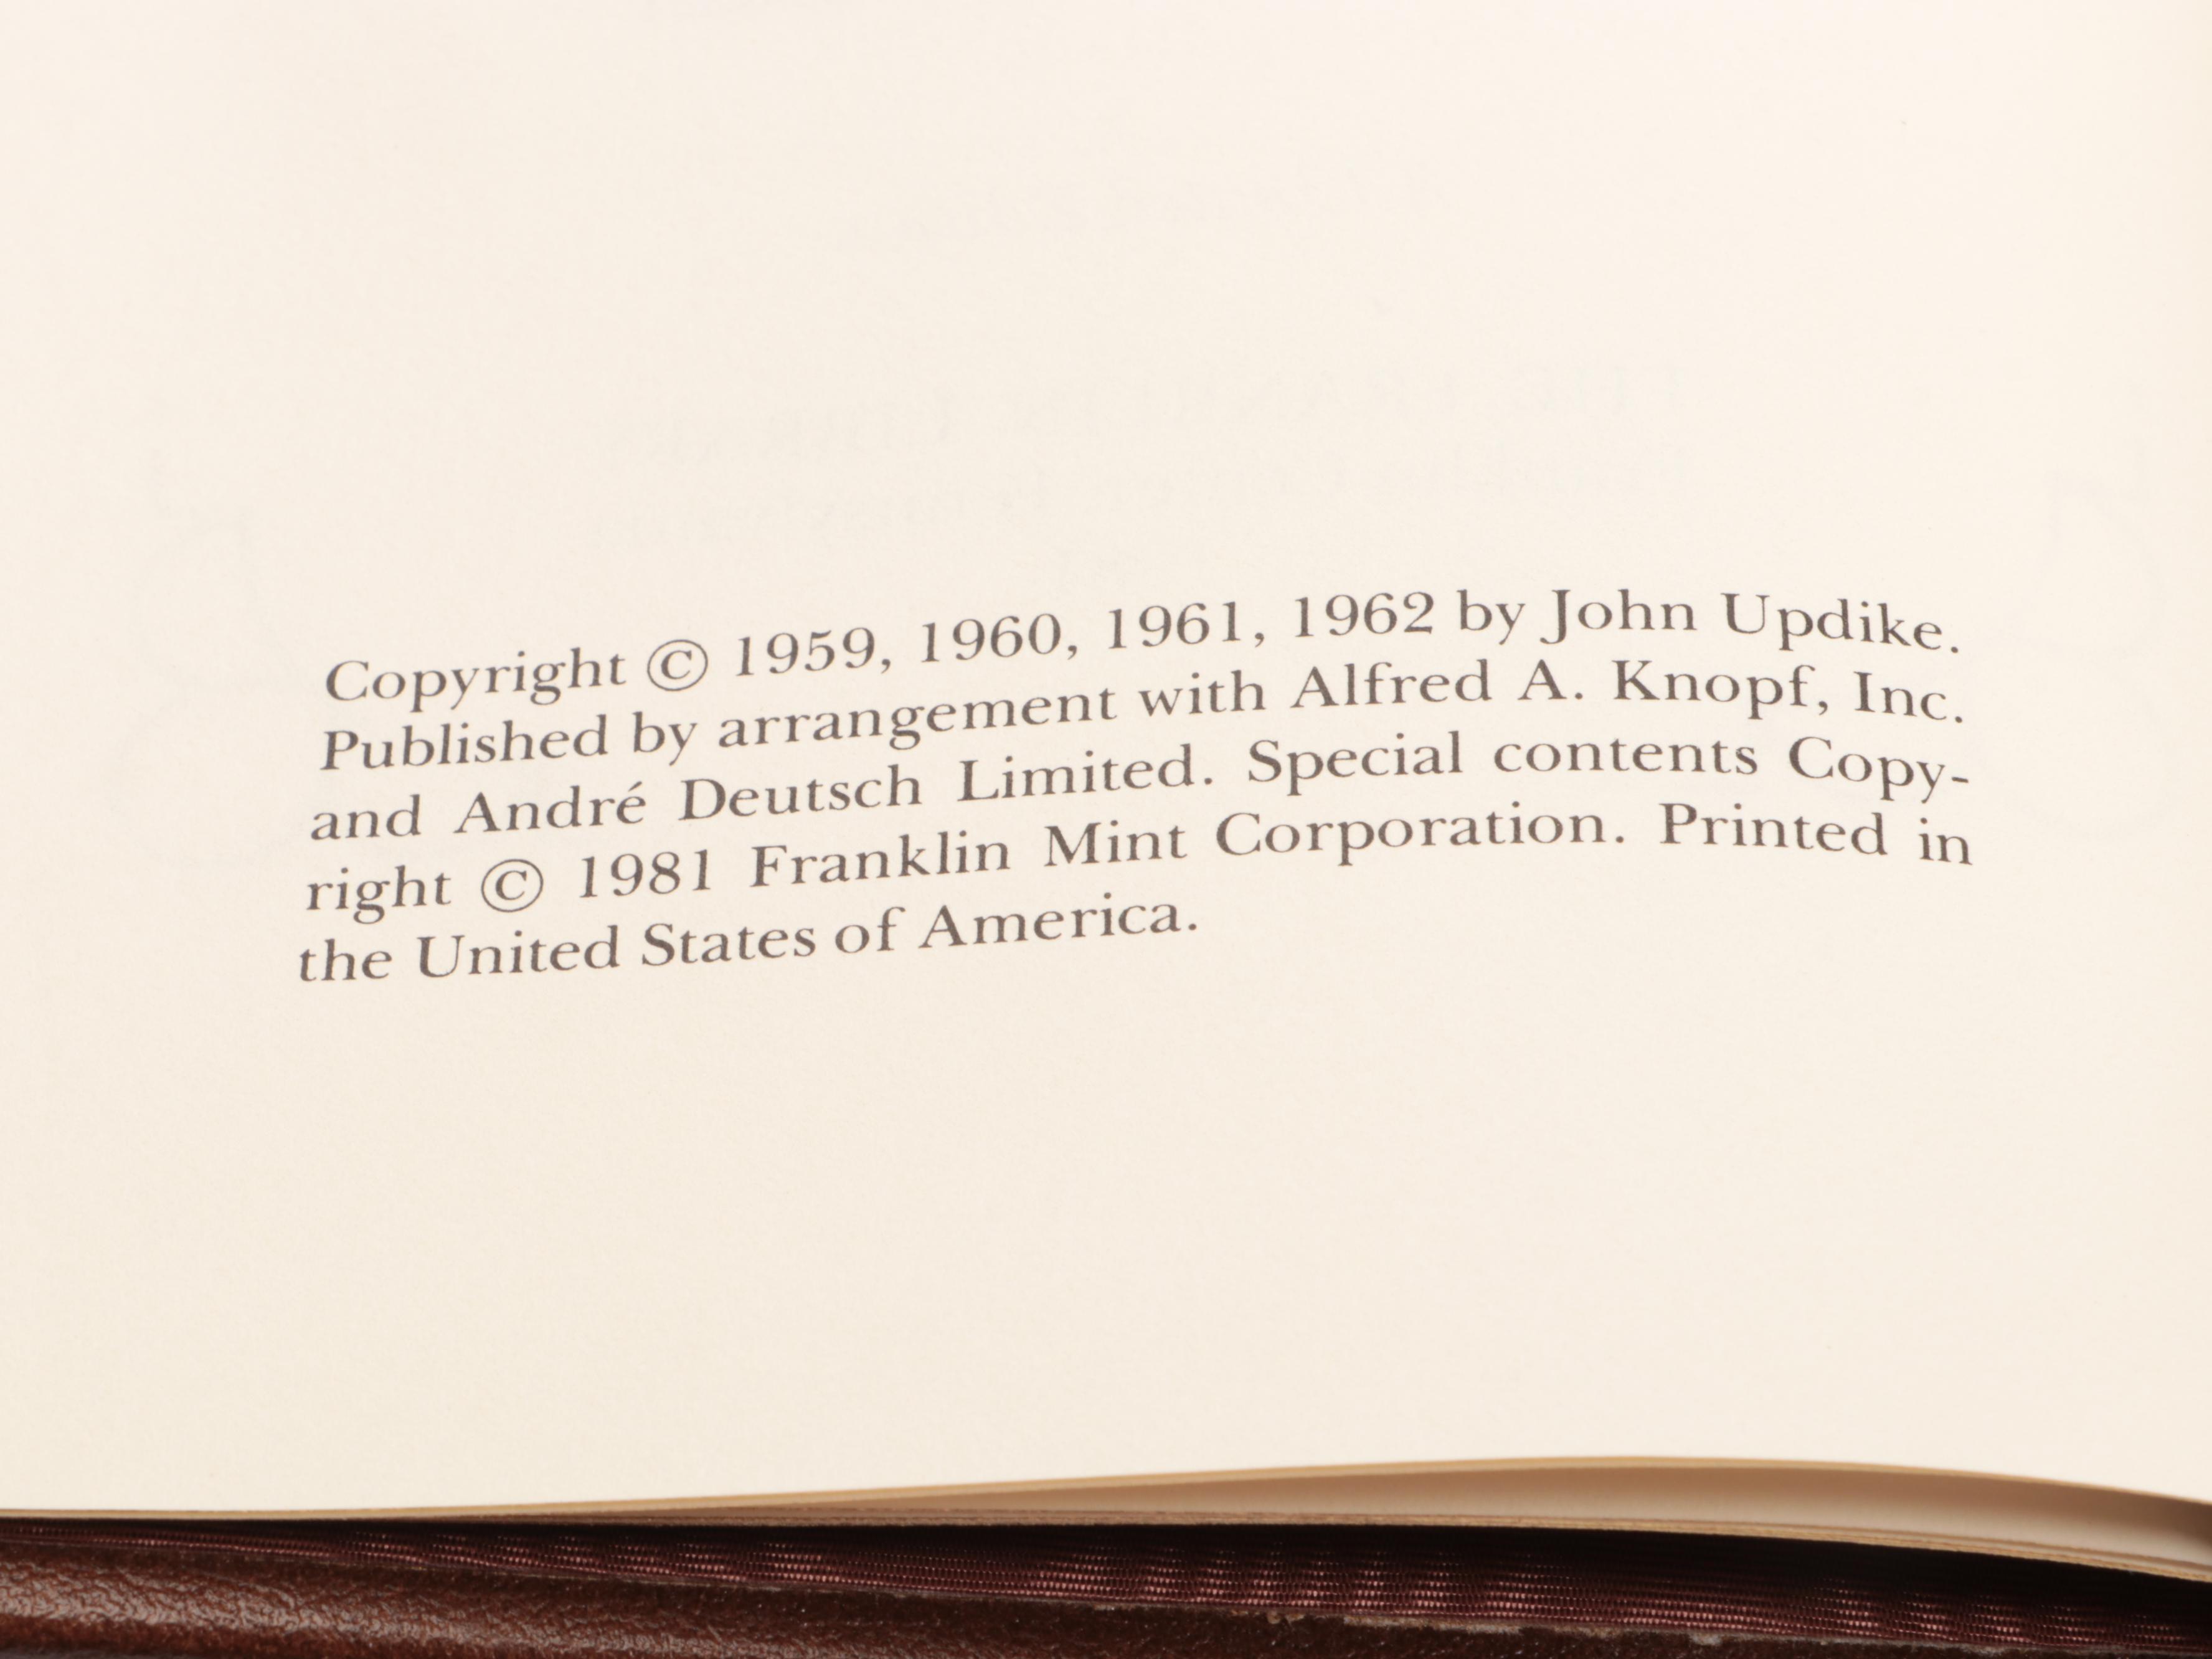 Copyright © 1959, 1960, 1961, 1962 by John Updike.
Published by arrangement with Alfred A. Knopf, Inc.
and André Deutsch Limited. Special contents Copy-
right © 1981 Franklin Mint Corporation. Printed in
the United States of America.